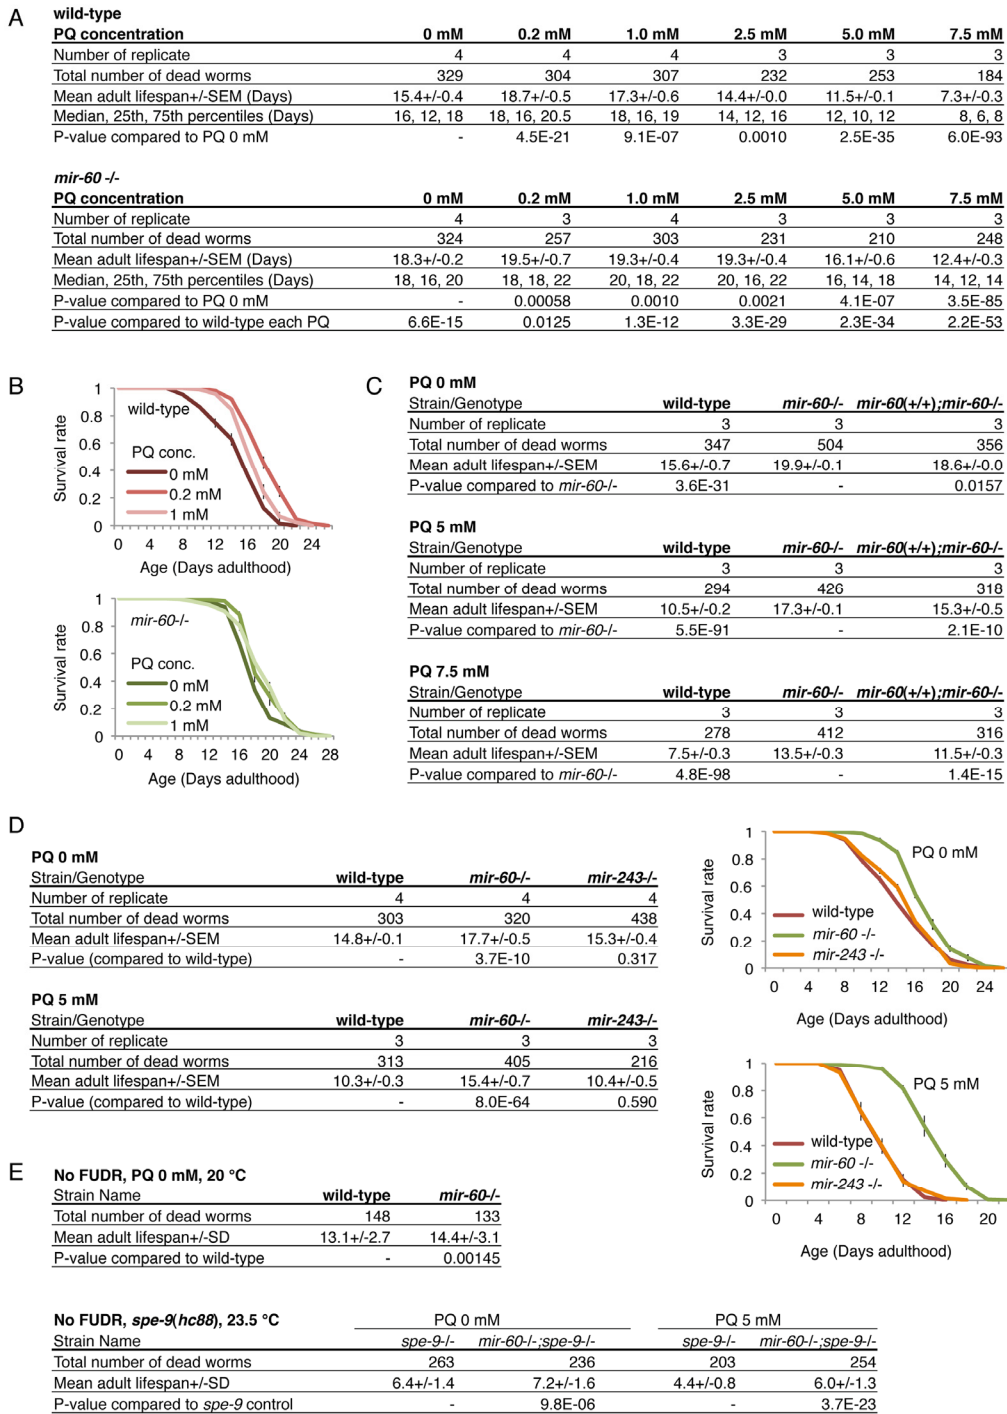 A
wild-type
PQ concentration 0 mM 0.2 mM 1.0 mM 2.5 mM 5.0 mM 7.5 mM
Number of replicate 4 4 4 3 3 3
Total number of dead worms 329 304 307 232 253 184
Mean adult lifespan+/-SEM (Days) 15.4+/-0.4 18.7+/-0.5 17.3+/-0.6 14.4+/-0.0 11.5+/-0.1 7.3+/-0.3
Median, 25th, 75th percentiles (Days) 16, 12, 18 18, 16, 20.5 18, 16, 19 14, 12, 16 12, 10, 12 8, 6, 8
P-value compared to PQ 0 mM - 4.5E-21 9.1E-07 0.0010 2.5E-35 6.0E-93
mir-60 -/-
PQ concentration 0 mM 0.2 mM 1.0 mM 2.5 mM 5.0 mM 7.5 mM
Number of replicate 4 3 4 3 3 3
Total number of dead worms 324 257 303 231 210 248
Mean adult lifespan+/-SEM (Days) 18.3+/-0.2 19.5+/-0.7 19.3+/-0.4 19.3+/-0.4 16.1+/-0.6 12.4+/-0.3
Median, 25th, 75th percentiles (Days) 18, 16, 20 18, 18, 22 20, 18, 22 20, 16, 22 16, 14, 18 14, 12, 14
P-value compared to PQ 0 mM - 0.00058 0.0010 0.0021 4.1E-07 3.5E-85
P-value compared to wild-type each PQ 6.6E-15 0.0125 1.3E-12 3.3E-29 2.3E-34 2.2E-53
B
Survival rate
1
0.8
0.6
0.4
0.2
0
wild-type
PQ conc.
0 mM
0.2 mM
1 mM
0 4 8 12 16 20 24
Age (Days adulthood)
Survival rate
1
0.8
0.6
0.4
0.2
0
mir-60-/-
PQ conc.
0 mM
0.2 mM
1 mM
0 4 8 12 16 20 24 28
Age (Days adulthood)
C
PQ 0 mM
Strain/Genotype wild-type mir-60-/- mir-60(+/+);mir-60-/-
Number of replicate 3 3 3
Total number of dead worms 347 504 356
Mean adult lifespan+/-SEM 15.6+/-0.7 19.9+/-0.1 18.6+/-0.0
P-value compared to mir-60-/- 3.6E-31 - 0.0157
PQ 5 mM
Strain/Genotype wild-type mir-60-/- mir-60(+/+);mir-60-/-
Number of replicate 3 3 3
Total number of dead worms 294 426 318
Mean adult lifespan+/-SEM 10.5+/-0.2 17.3+/-0.1 15.3+/-0.5
P-value compared to mir-60-/- 5.5E-91 - 2.1E-10
PQ 7.5 mM
Strain/Genotype wild-type mir-60-/- mir-60(+/+);mir-60-/-
Number of replicate 3 3 3
Total number of dead worms 278 412 316
Mean adult lifespan+/-SEM 7.5+/-0.3 13.5+/-0.3 11.5+/-0.3
P-value compared to mir-60-/- 4.8E-98 - 1.4E-15
D
PQ 0 mM
Strain/Genotype wild-type mir-60-/- mir-243-/-
Number of replicate 4 4 4
Total number of dead worms 303 320 438
Mean adult lifespan+/-SEM 14.8+/-0.1 17.7+/-0.5 15.3+/-0.4
P-value (compared to wild-type) - 3.7E-10 0.317
PQ 5 mM
Strain/Genotype wild-type mir-60-/- mir-243-/-
Number of replicate 3 3 3
Total number of dead worms 313 405 216
Mean adult lifespan+/-SEM 10.3+/-0.3 15.4+/-0.7 10.4+/-0.5
P-value (compared to wild-type) - 8.0E-64 0.590
Survival rate
1
0.8
0.6
0.4
0.2
0
PQ 0 mM
wild-type
mir-60 -/-
mir-243 -/-
0 4 8 12 16 20 24
Age (Days adulthood)
Survival rate
1
0.8
0.6
0.4
0.2
0
PQ 5 mM
wild-type
mir-60 -/-
mir-243 -/-
0 4 8 12 16 20
Age (Days adulthood)
E
No FUDR, PQ 0 mM, 20 °C
Strain Name wild-type mir-60-/-
Total number of dead worms 148 133
Mean adult lifespan+/-SD 13.1+/-2.7 14.4+/-3.1
P-value compared to wild-type - 0.00145
No FUDR, spe-9(hc88), 23.5 °C PQ 0 mM PQ 5 mM
Strain Name spe-9-/- mir-60-/-;spe-9-/- spe-9-/- mir-60-/-;spe-9-/-
Total number of dead worms 263 236 203 254
Mean adult lifespan+/-SD 6.4+/-1.4 7.2+/-1.6 4.4+/-0.8 6.0+/-1.3
P-value compared to spe-9 control - 9.8E-06 - 3.7E-23